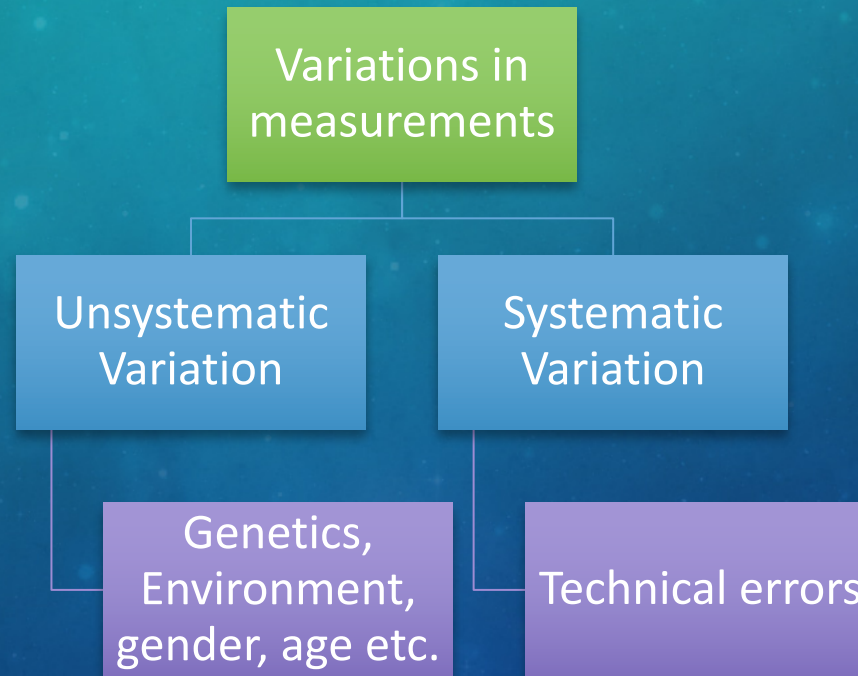 Variations in
measurements
Unsystematic
Variation
Systematic
Variation
Genetics,
Environment,
gender, age etc.
Technical errors